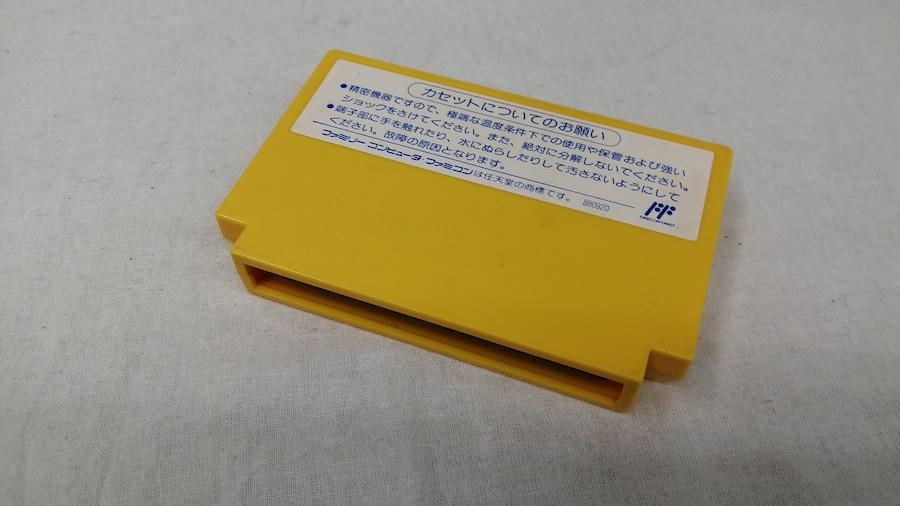 カセットについてのお願い
●精密機器ですので、極端な温度条件下での使用や保管および強い
ショックをさけてください。また、絶対に分解しないでください。
●端子部に手を触れたり、水にぬらしたりして汚さないようにして
ください。故障の原因となります。
ファミリーコンピュータ・ファミコンは任天堂の商標です。 880920